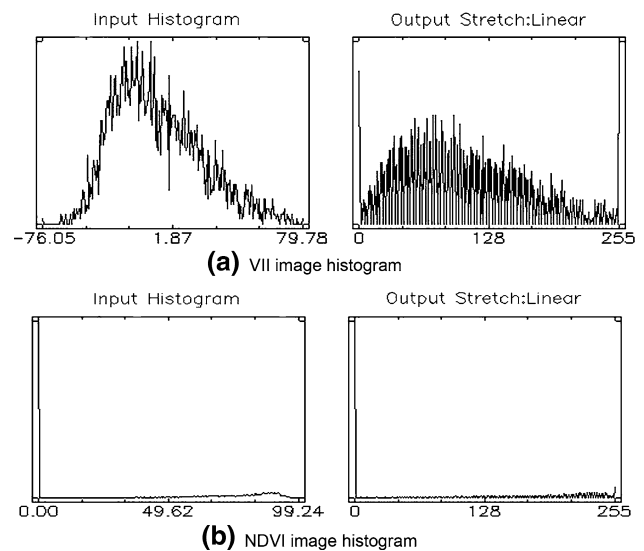 Input Histogram
Output Stretch:Linear
-76.05 1.87 79.78
0 128 255
(a) VII image histogram
Input Histogram
Output Stretch:Linear
0.00 49.62 99.24
0 128 255
(b) NDVI image histogram